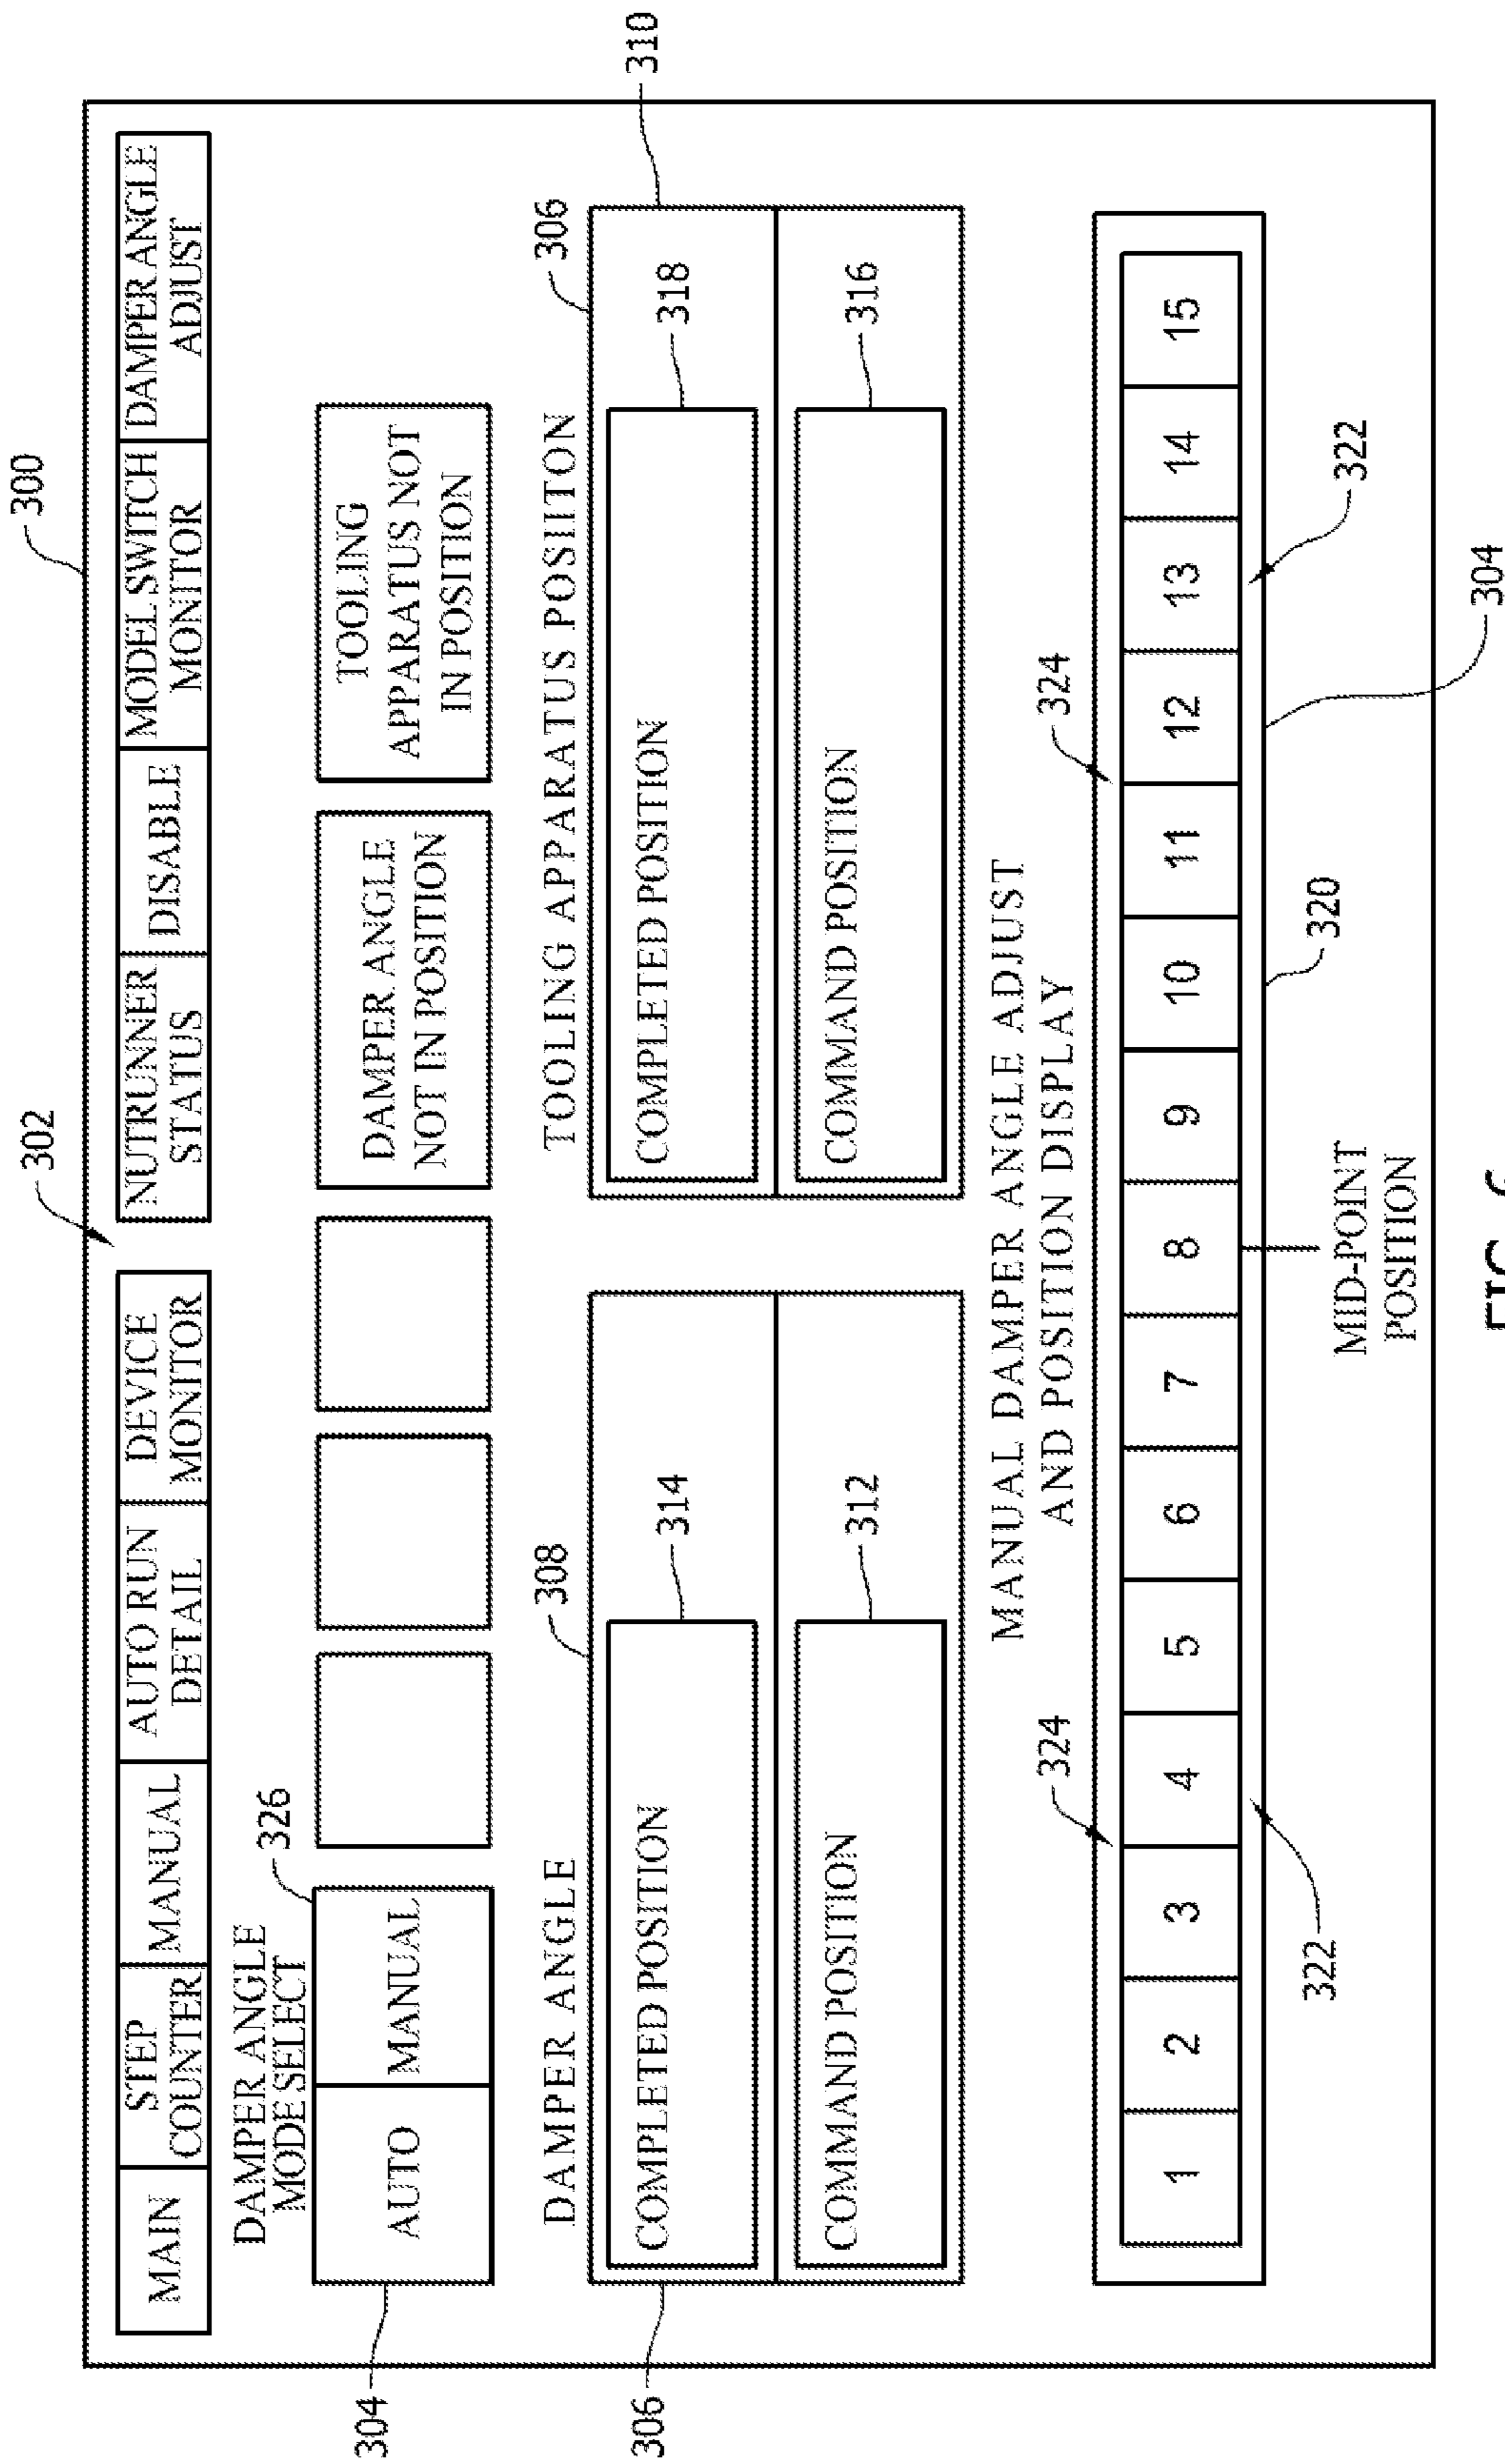 300
302
MAIN
STEP
COUNTER
MANUAL
AUTO RUN
DETAIL
DEVICE
MONITOR
NUTRUNNER
STATUS
DISABLE
MODEL SWITCH
MONITOR
DAMPER ANGLE
ADJUST
DAMPER ANGLE
MODE SELECT
326
304
AUTO
MANUAL
DAMPER ANGLE
NOT IN POSITION
TOOLING
APPARATUS NOT
IN POSITION
DAMPER ANGLE
308
306
COMPLETED POSITION
314
COMMAND POSITION
312
TOOLING APPARATUS POSIITON
306
310
COMPLETED POSITION
318
COMMAND POSITION
316
MANUAL DAMPER ANGLE ADJUST
AND POSITION DISPLAY
324
324
1 2 3 4 5 6 7 8 9 10 11 12 13 14 15
322
MID-POINT
POSITION
320
304
322
FIG. 6